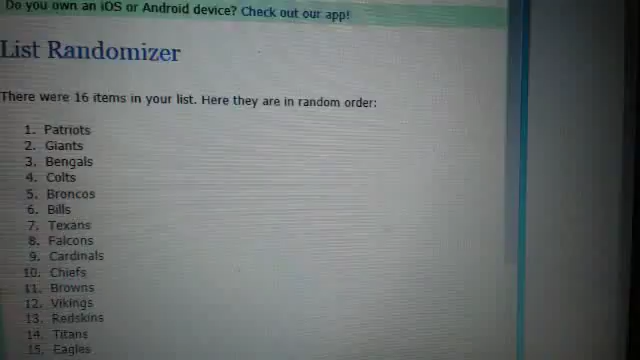 Do you own an iOS or Android device? Check out our app!
List Randomizer
There were 16 items in your list. Here they are in random order:
1. Patriots
2. Giants
3. Bengals
4. Colts
5. Broncos
6. Bills
7. Texans
8. Falcons
9. Cardinals
10. Chiefs
11. Browns
12. Vikings
13. Redskins
14. Titans
15. Eagles